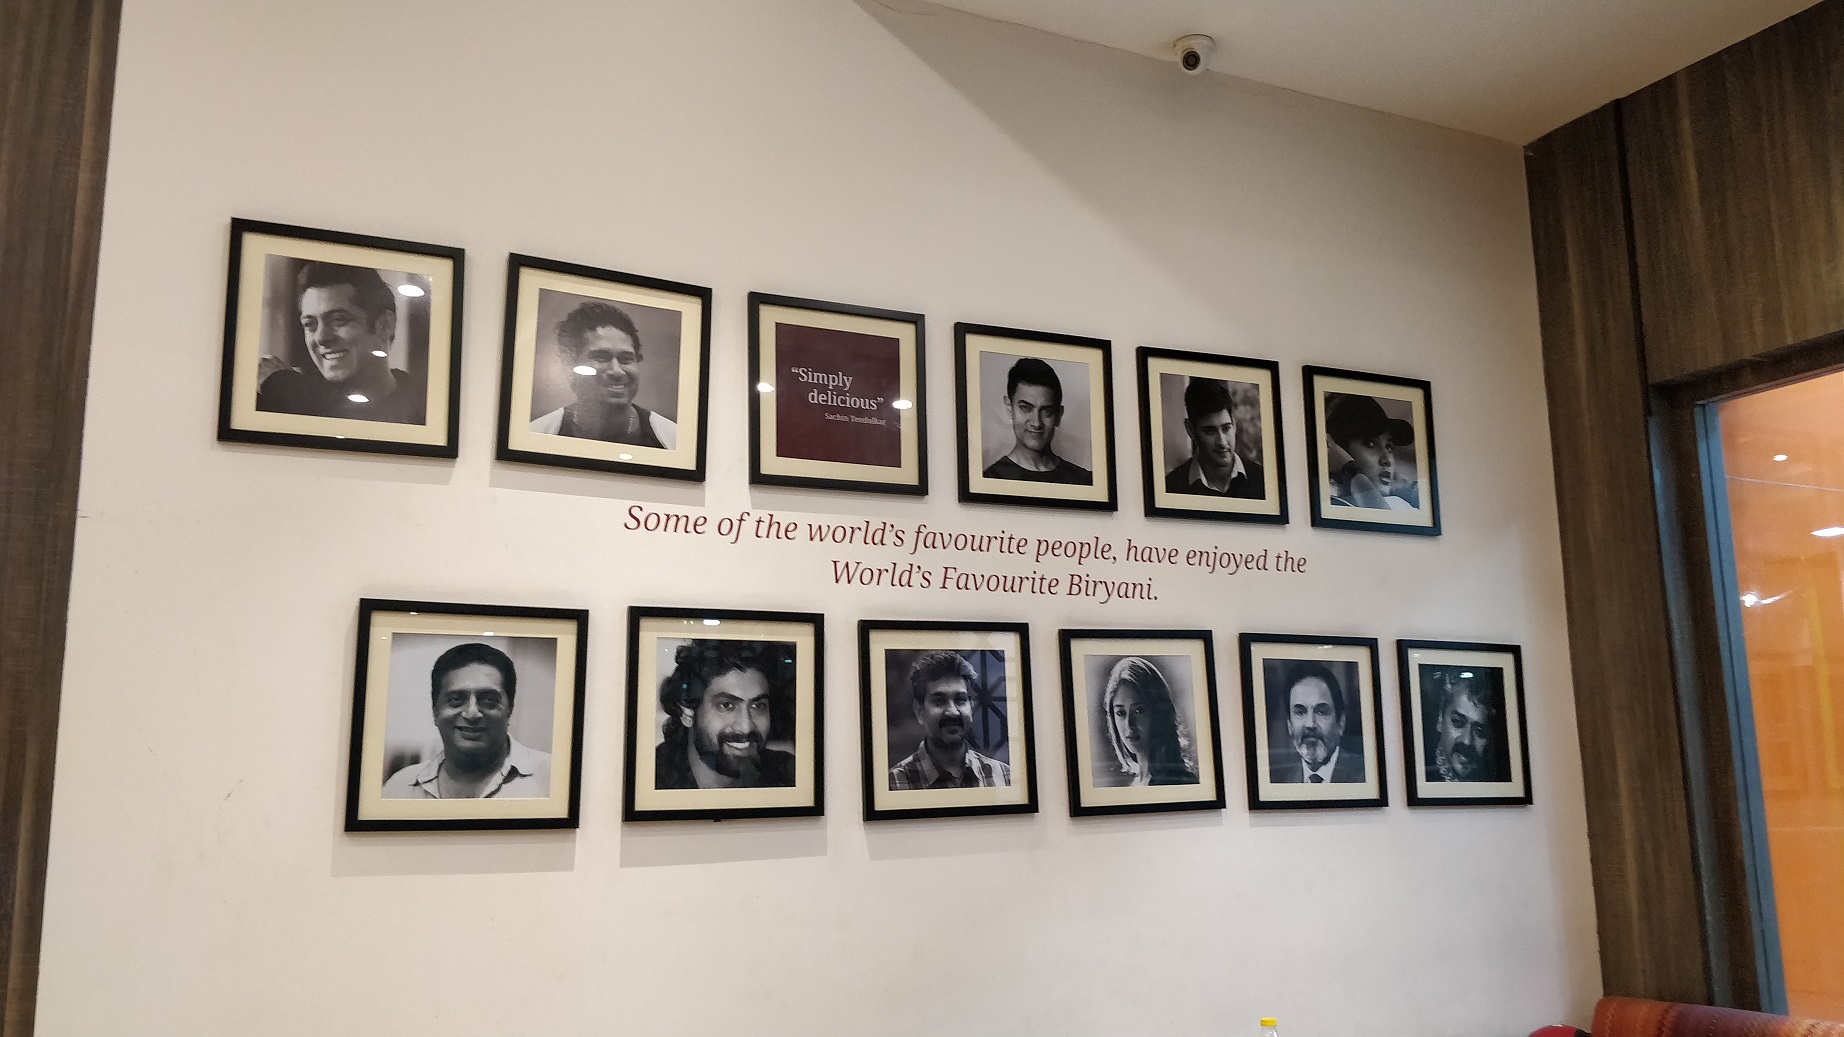 “Simply
delicious”
Sachin Tendulkar
Some of the world’s favourite people, have enjoyed the
World’s Favourite Biryani.